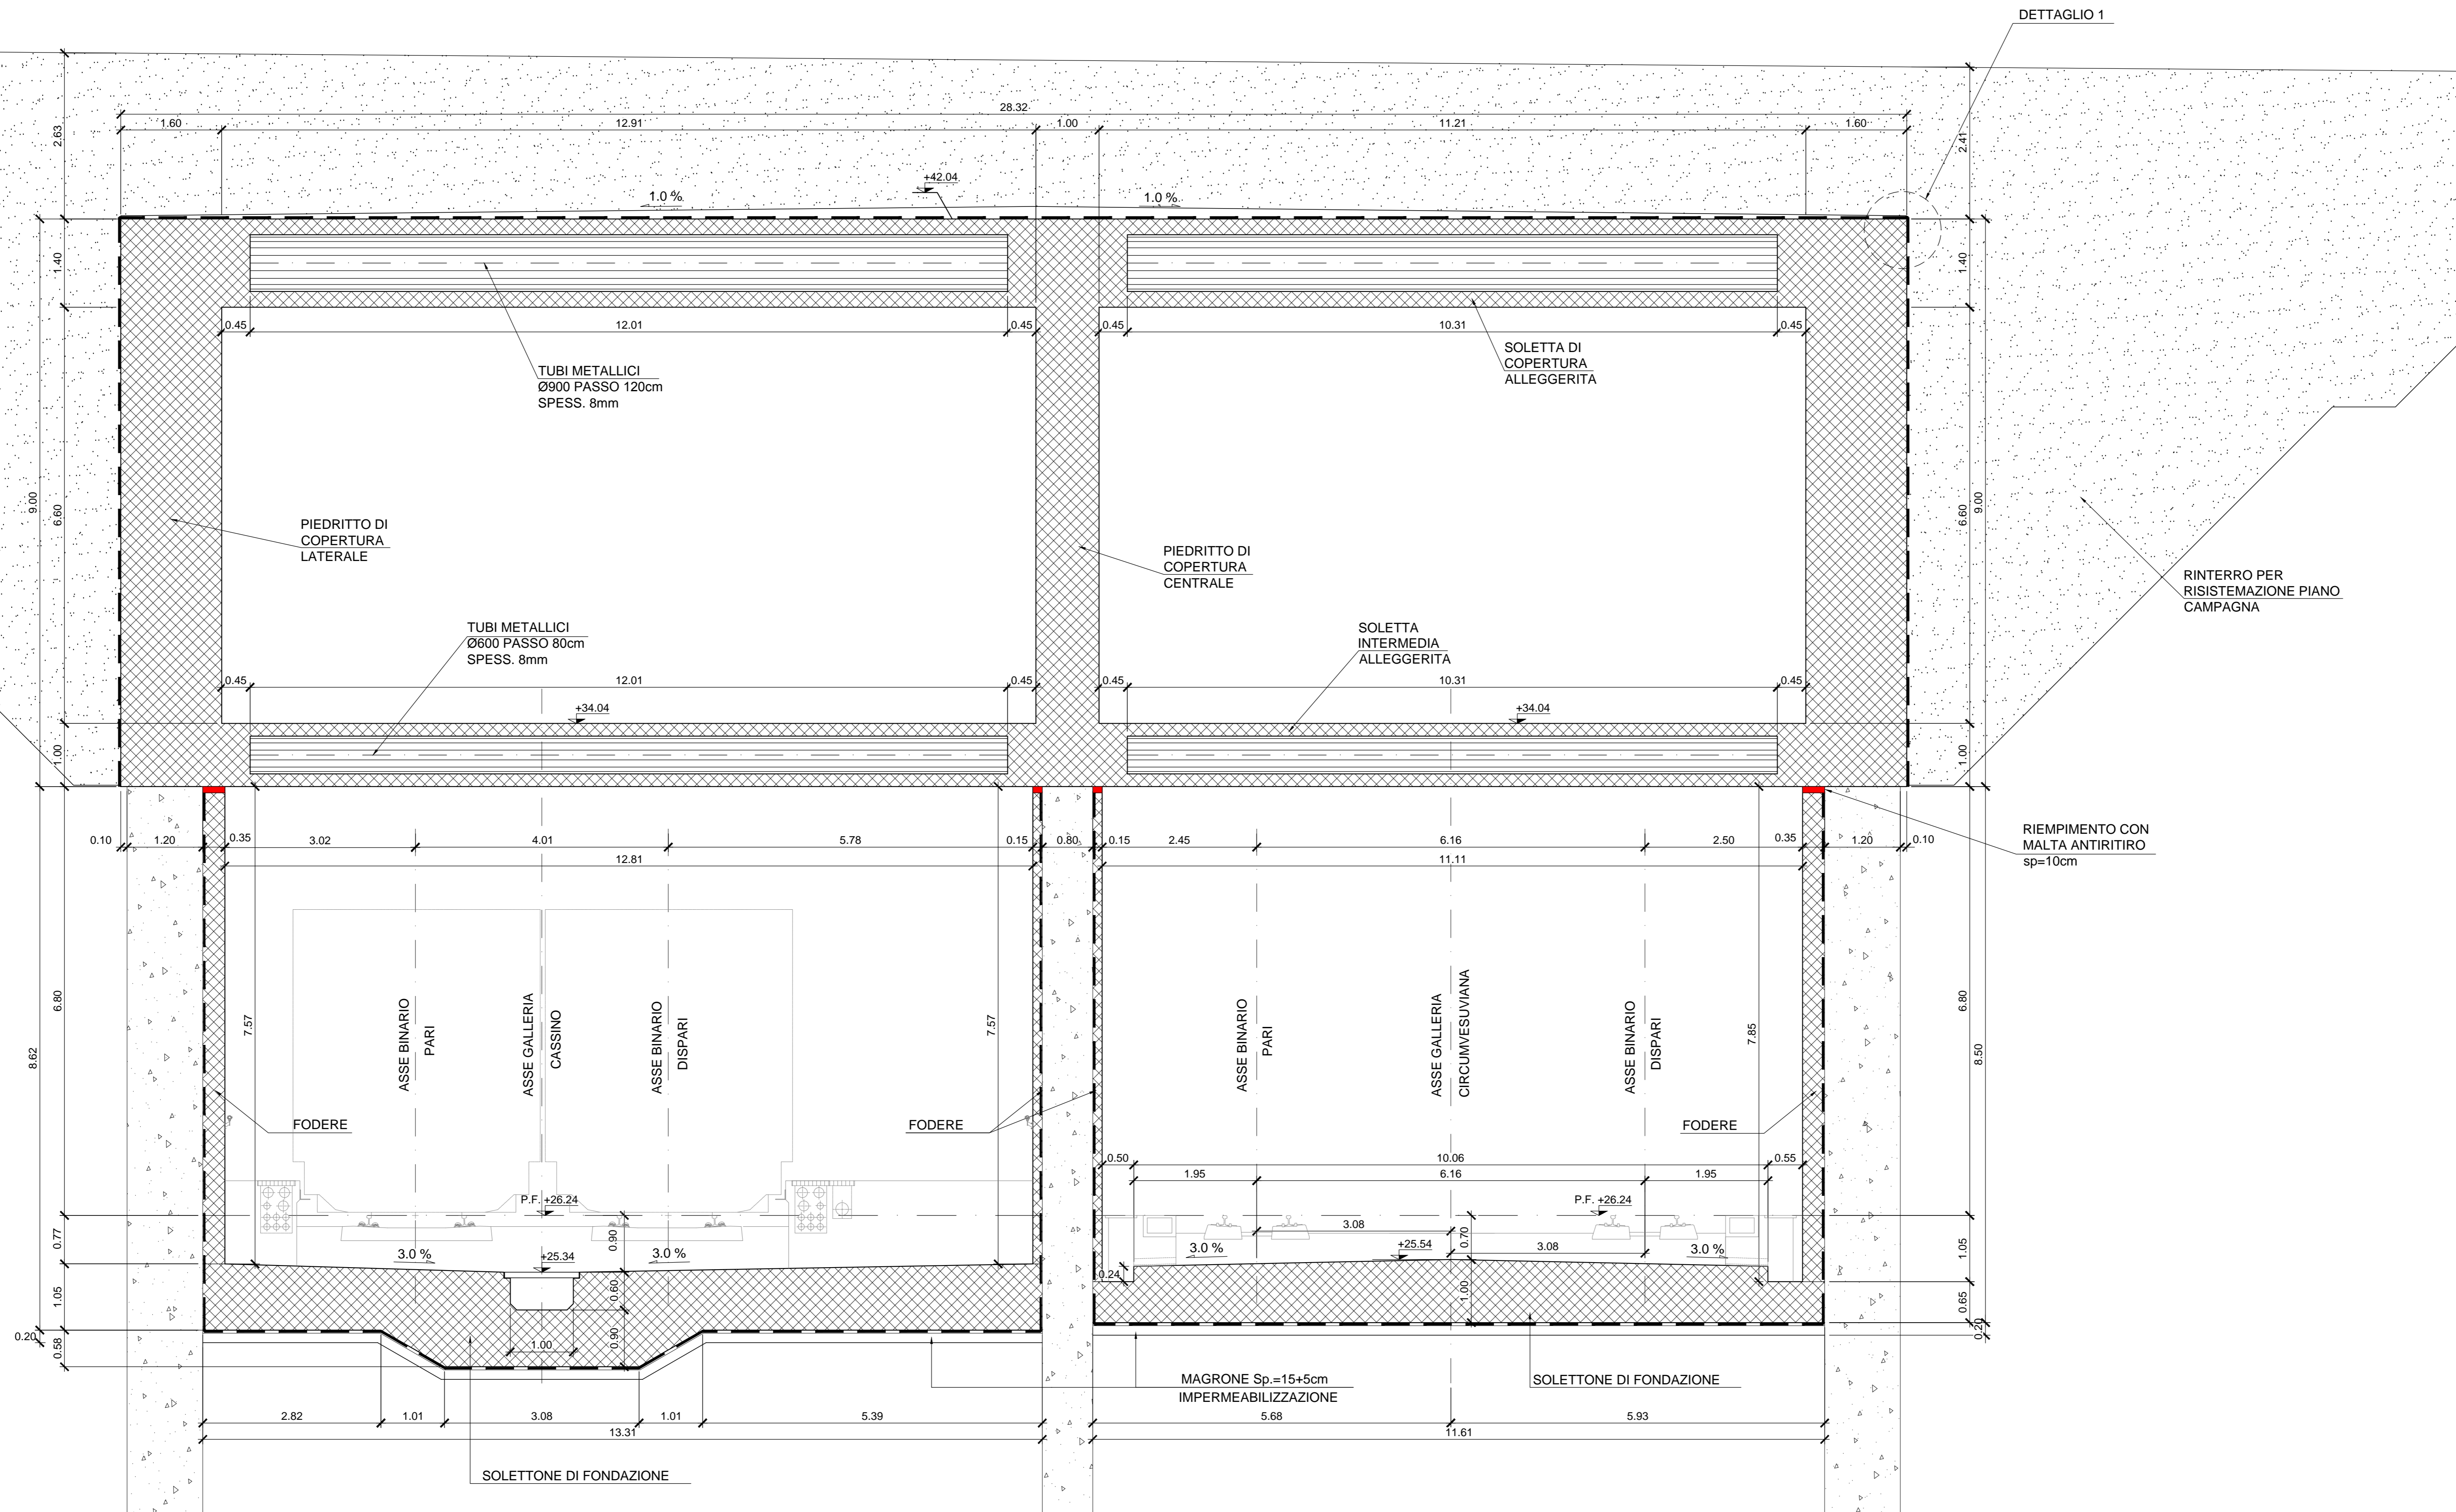 DETTAGLIO 1
28.32
1.60
12.91
1.00
11.21
1.60
2.63
2.41
+42.04
1.0 %
1.0 %
1.40
1.40
0.45
12.01
0.45
0.45
10.31
0.45
TUBI METALLICI
Ø900 PASSO 120cm
SPESS. 8mm
SOLETTA DI
COPERTURA
ALLEGGERITA
9.00
6.60
6.60
9.00
PIEDRITTO DI
COPERTURA
LATERALE
PIEDRITTO DI
COPERTURA
CENTRALE
RINTERRO PER
RISISTEMAZIONE PIANO
CAMPAGNA
TUBI METALLICI
Ø600 PASSO 80cm
SPESS. 8mm
SOLETTA
INTERMEDIA
ALLEGGERITA
0.45
12.01
0.45
0.45
10.31
0.45
+34.04
+34.04
1.00
1.00
0.10
1.20
0.35
3.02
4.01
5.78
0.15
0.80
0.15
2.45
6.16
2.50
0.35
1.20
0.10
12.81
11.11
RIEMPIMENTO CON
MALTA ANTIRITIRO
sp=10cm
8.62
6.80
7.57
ASSE BINARIO
PARI
ASSE GALLERIA
CASSINO
ASSE BINARIO
DISPARI
7.57
ASSE BINARIO
PARI
ASSE GALLERIA
CIRCUMVESUVIANA
ASSE BINARIO
DISPARI
7.85
6.80
8.50
FODERE
FODERE
FODERE
0.50
10.06
0.55
1.95
6.16
1.95
P.F. +26.24
P.F. +26.24
0.77
0.90
3.08
0.70
3.08
1.05
3.0 %
+25.34
3.0 %
3.0 %
+25.54
3.0 %
0.24
1.05
0.60
1.00
0.65
0.20
0.58
1.00
0.90
0.20
MAGRONE Sp.=15+5cm
IMPERMEABILIZZAZIONE
SOLETTONE DI FONDAZIONE
2.82
1.01
3.08
1.01
5.39
5.68
5.93
13.31
11.61
SOLETTONE DI FONDAZIONE